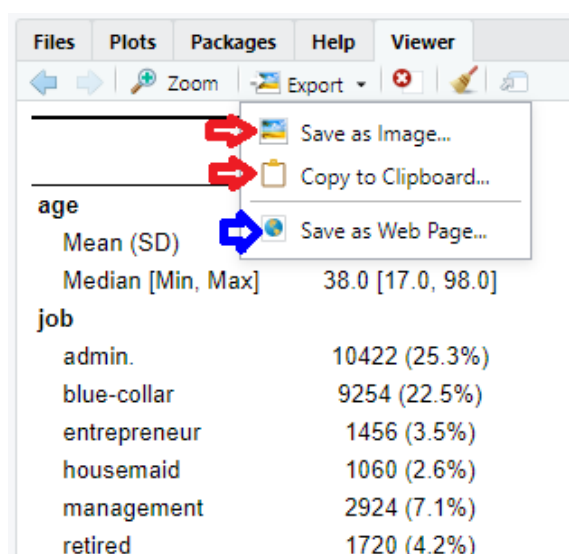 Files Plots Packages Help Viewer
Zoom Export
Save as Image...
Copy to Clipboard...
age
Save as Web Page...
Mean (SD)
Median [Min, Max] 38.0 [17.0, 98.0]
job
admin. 10422 (25.3%)
blue-collar 9254 (22.5%)
entrepreneur 1456 (3.5%)
housemaid 1060 (2.6%)
management 2924 (7.1%)
retired 1720 (4.2%)